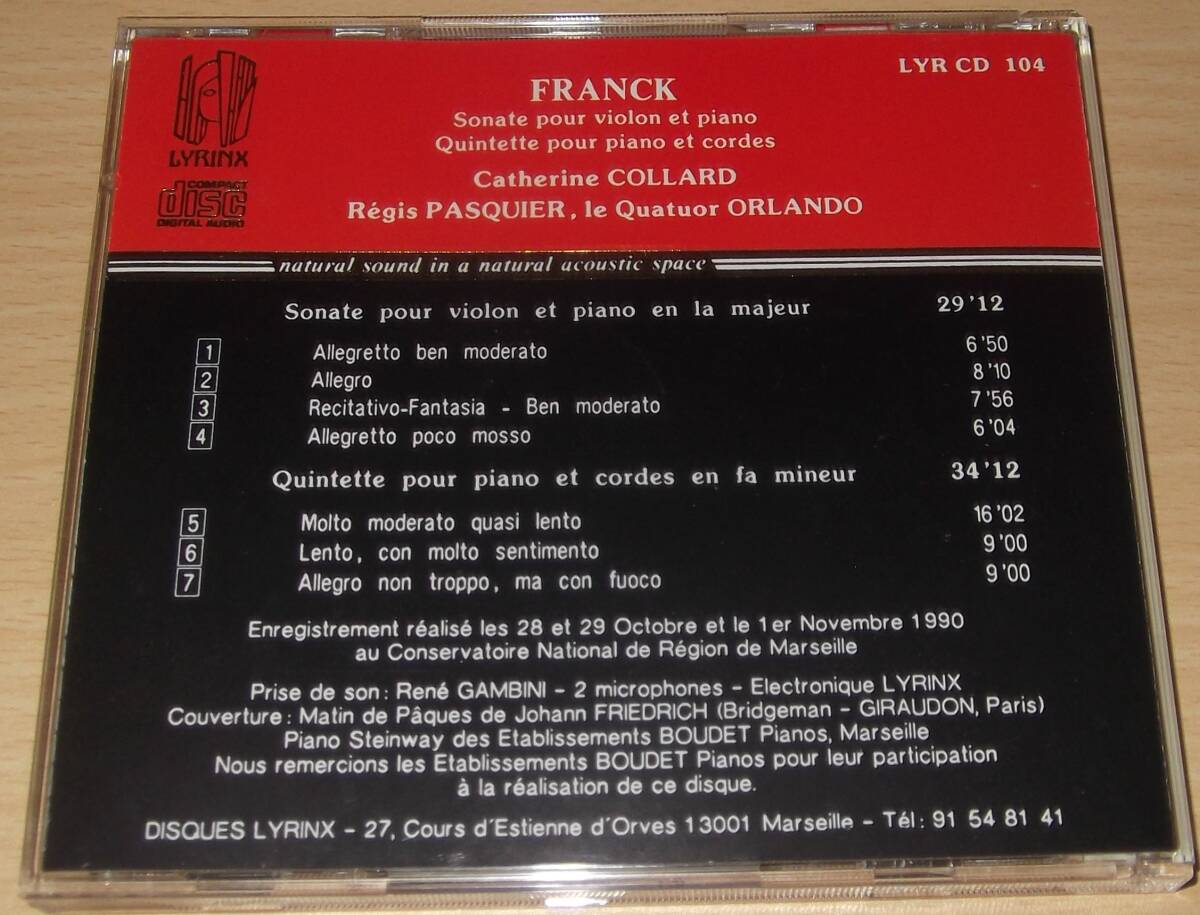 LYRINX
COMPACT
disc
DIGITAL AUDIO
LYR CD 104
FRANCK
Sonate pour violon et piano
Quintette pour piano et cordes
Catherine COLLARD
Régis PASQUIER, le Quatuor ORLANDO
natural sound in a natural acoustic space
Sonate pour violon et piano en la majeur 29'12
1 Allegretto ben moderato 6'50
2 Allegro 8'10
3 Recitativo-Fantasia - Ben moderato 7'56
4 Allegretto poco mosso 6'04
Quintette pour piano et cordes en fa mineur 34'12
5 Molto moderato quasi lento 16'02
6 Lento, con molto sentimento 9'00
7 Allegro non troppo, ma con fuoco 9'00
Enregistrement réalisé les 28 et 29 Octobre et le 1er Novembre 1990
au Conservatoire National de Région de Marseille
Prise de son : René GAMBINI - 2 microphones - Electronique LYRINX
Couverture : Matin de Pâques de Johann FRIEDRICH (Bridgeman - GIRAUDON, Paris)
Piano Steinway des Etablissements BOUDET Pianos, Marseille
Nous remercions les Etablissements BOUDET Pianos pour leur participation
à la réalisation de ce disque.
DISQUES LYRINX - 27, Cours d'Estienne d'Orves 13001 Marseille - Tél : 91 54 81 41